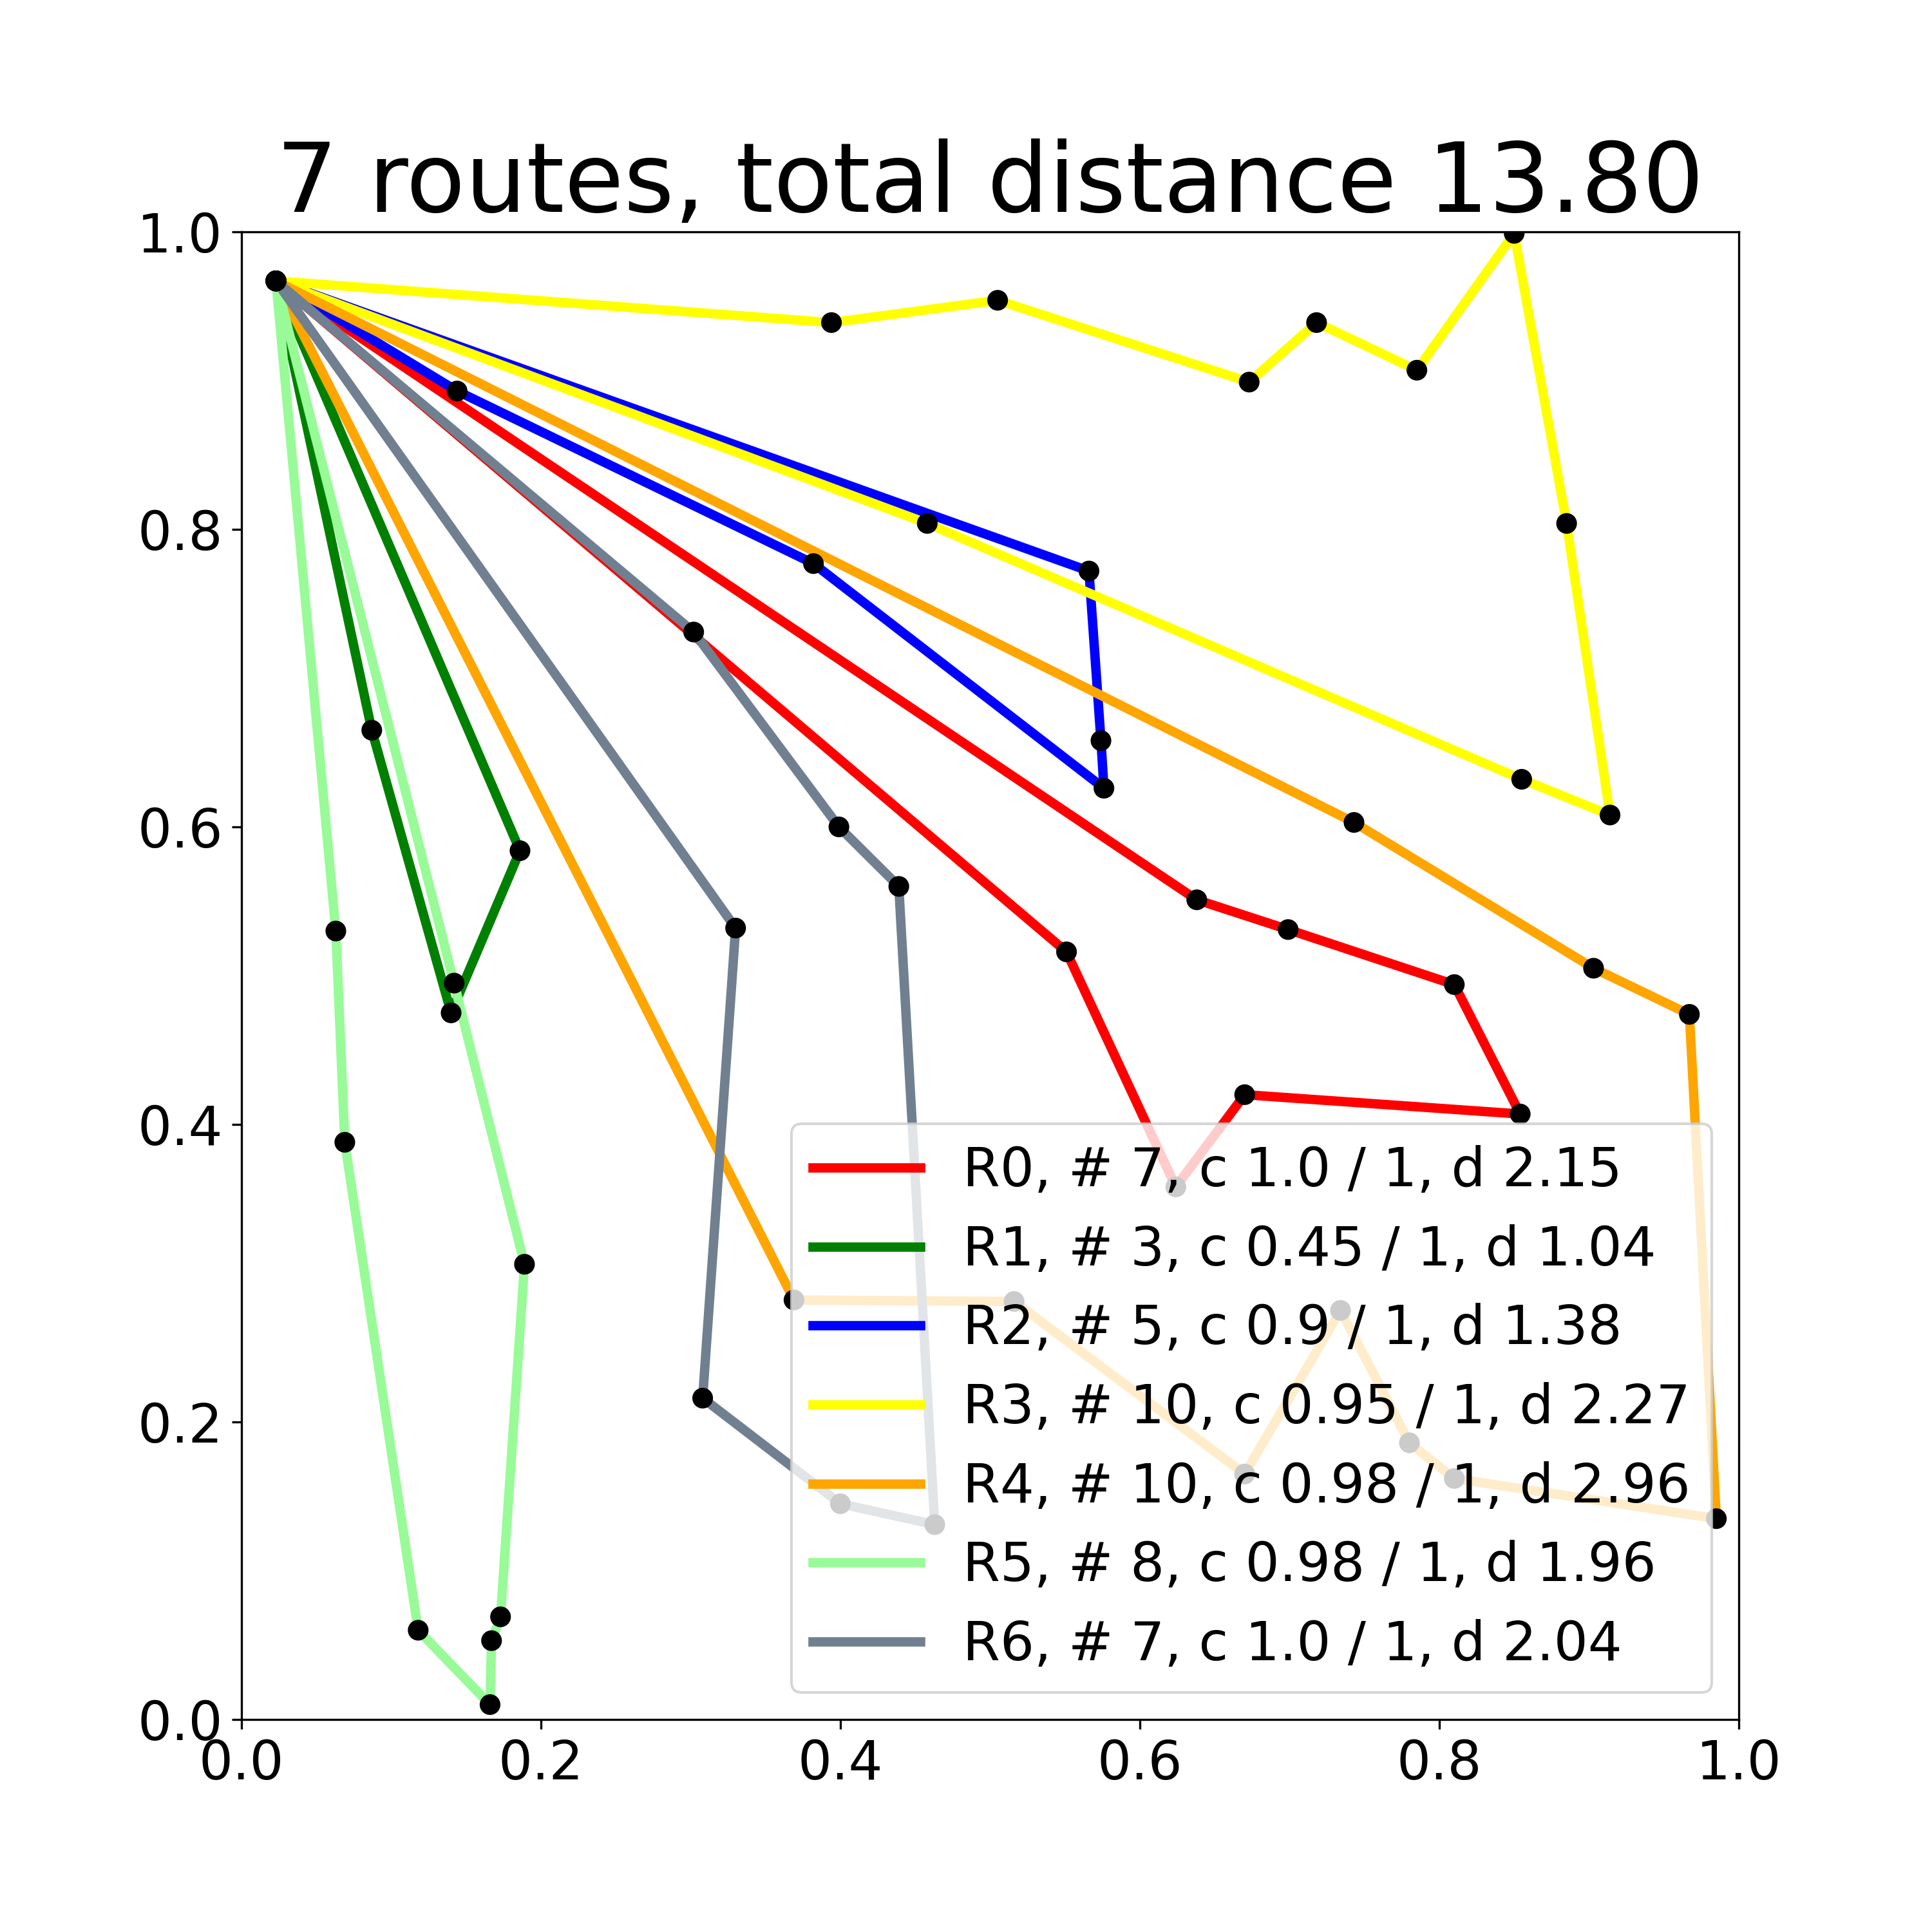 7 routes, total distance 13.80
1.0
0.8
0.6
0.4
0.2
0.0
0.0 0.2 0.4 0.6 0.8 1.0
R0, # 7, c 1.0 / 1, d 2.15
R1, # 3, c 0.45 / 1, d 1.04
R2, # 5, c 0.9 / 1, d 1.38
R3, # 10, c 0.95 / 1, d 2.27
R4, # 10, c 0.98 / 1, d 2.96
R5, # 8, c 0.98 / 1, d 1.96
R6, # 7, c 1.0 / 1, d 2.04